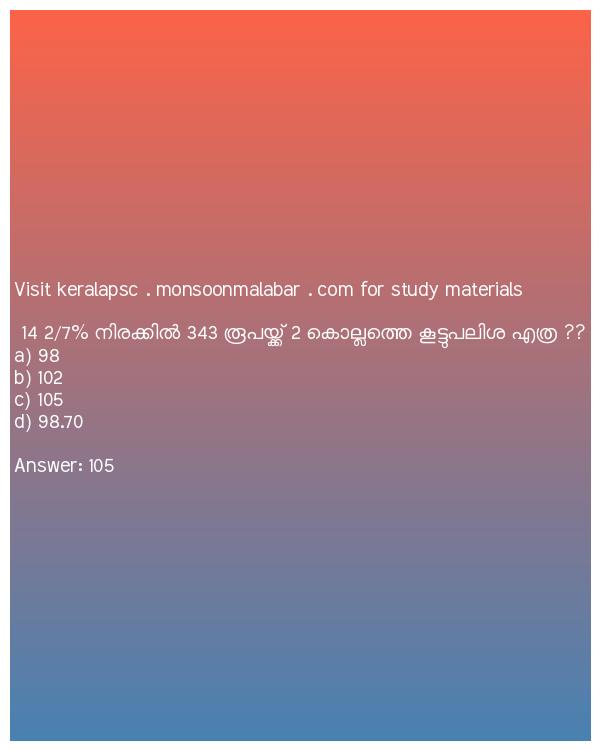 Visit keralapsc . monsoonmalabar . com for study materials
14 2/7% നിരക്കിൽ 343 രൂപയ്ക്ക് 2 കൊല്ലത്തെ കൂട്ടുപലിശ എത്ര ??
a) 98
b) 102
c) 105
d) 98.70
Answer: 105